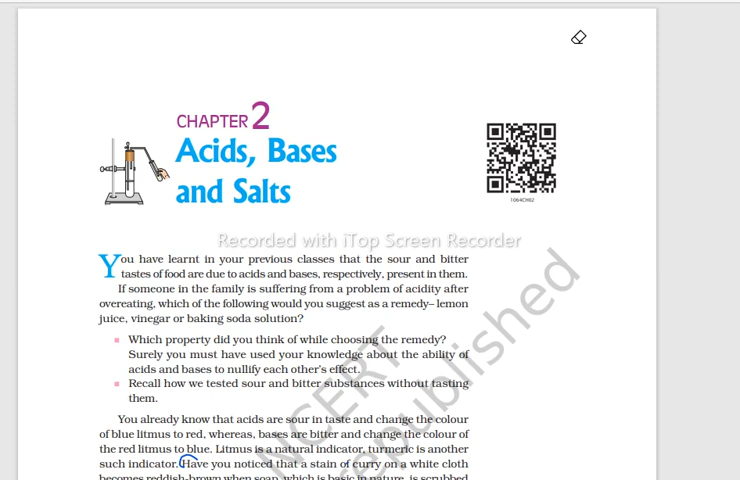 CHAPTER 2
Acids, Bases
and Salts
1064CH02
Recorded with iTop Screen Recorder
You have learnt in your previous classes that the sour and bitter
tastes of food are due to acids and bases, respectively, present in them.
If someone in the family is suffering from a problem of acidity after
overeating, which of the following would you suggest as a remedy– lemon
juice, vinegar or baking soda solution?
Which property did you think of while choosing the remedy?
Surely you must have used your knowledge about the ability of
acids and bases to nullify each other's effect.
Recall how we tested sour and bitter substances without tasting
them.
You already know that acids are sour in taste and change the colour
of blue litmus to red, whereas, bases are bitter and change the colour of
the red litmus to blue. Litmus is a natural indicator, turmeric is another
such indicator. Have you noticed that a stain of curry on a white cloth
becomes reddish-brown when soap, which is basic in nature, is scrubbed
NCERT
republished